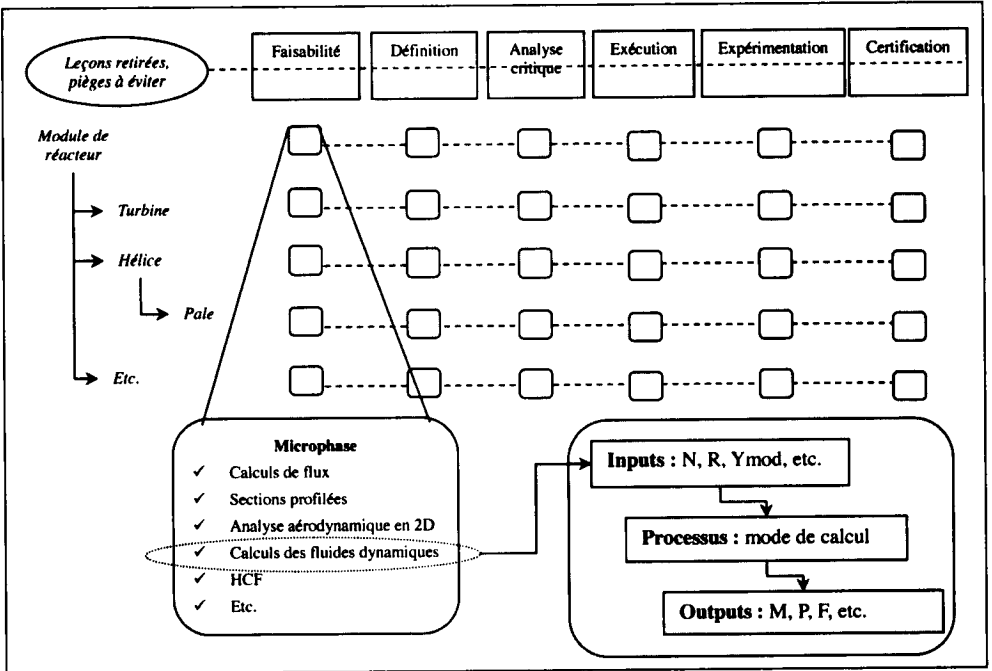 Leçons retirées,
pièges à éviter
Faisabilité
Définition
Analyse
critique
Exécution
Expérimentation
Certification
Module de
réacteur
Turbine
Hélice
Pale
Etc.
Microphase
✓ Calculs de flux
✓ Sections profilées
✓ Analyse aérodynamique en 2D
✓ Calculs des fluides dynamiques
✓ HCF
✓ Etc.
Inputs : N, R, Ymod, etc.
Processus : mode de calcul
Outputs : M, P, F, etc.